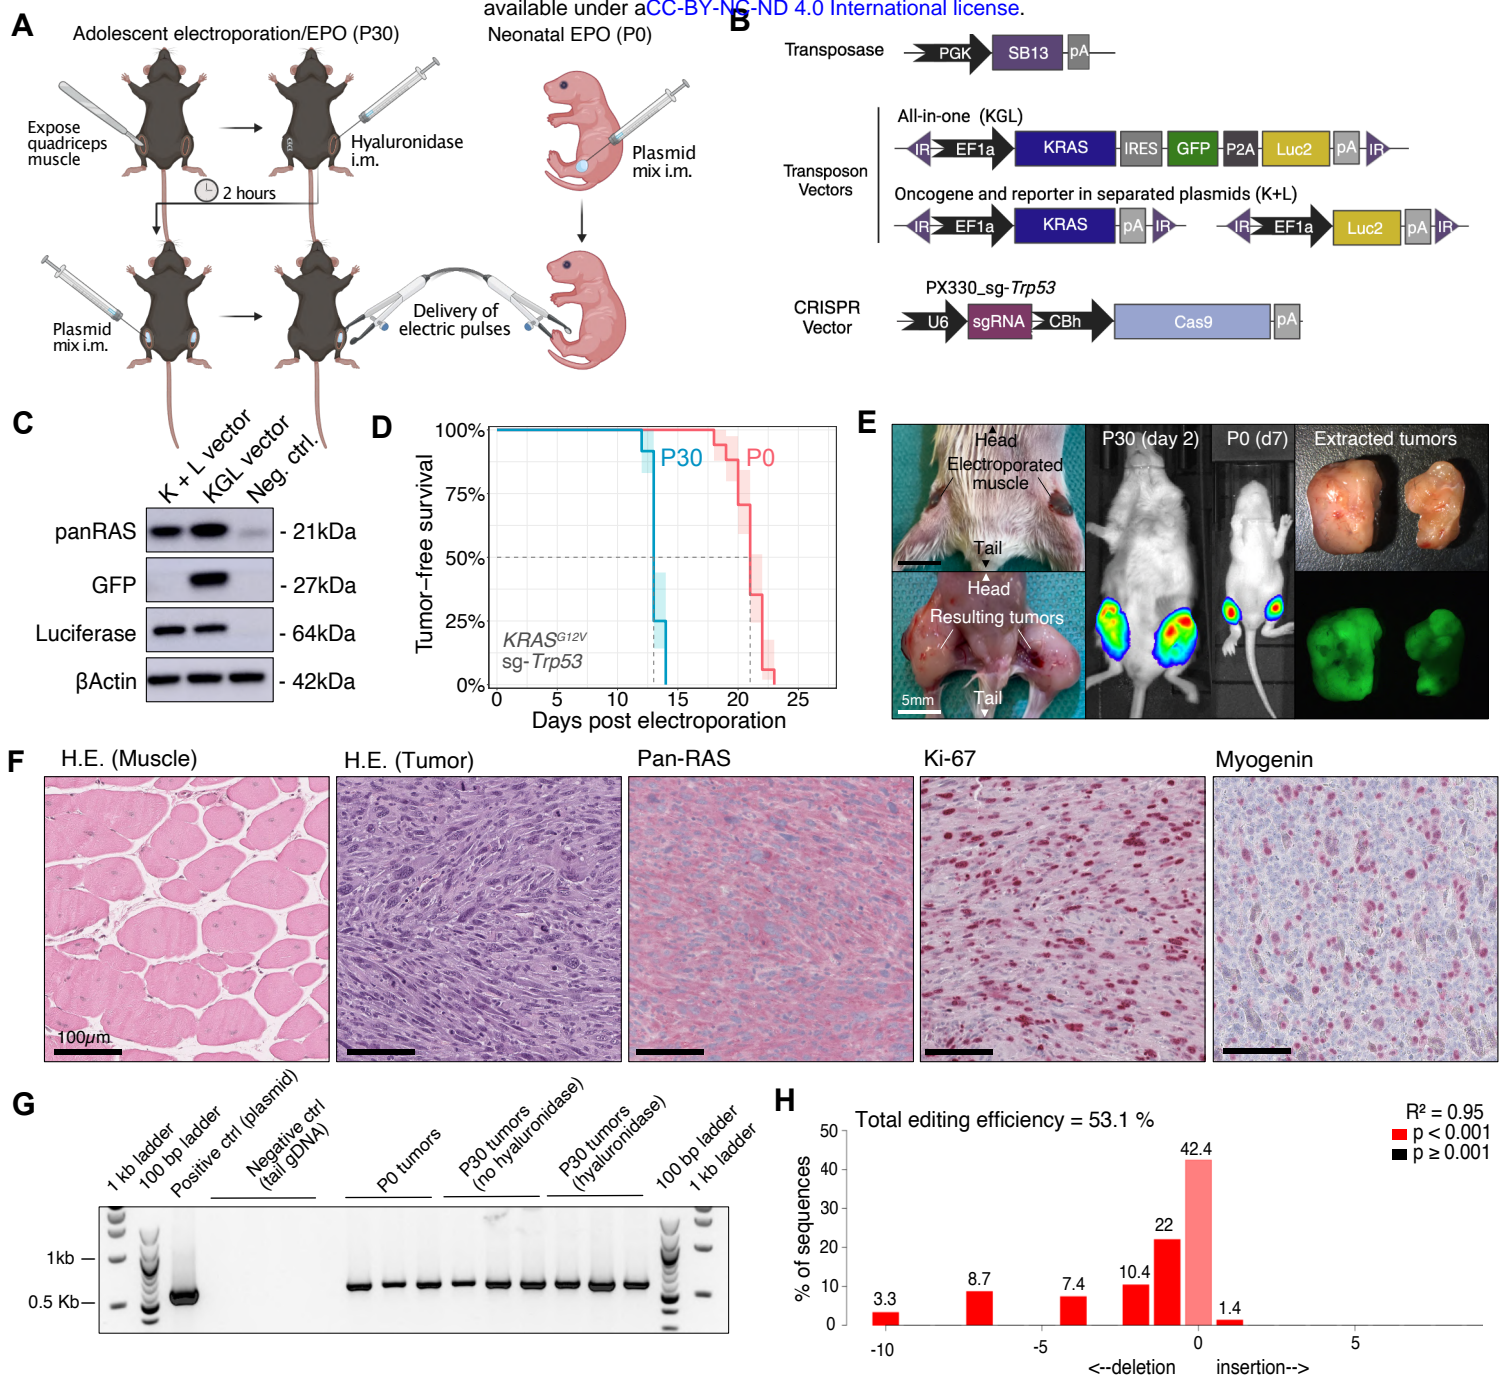 available under aCC-BY-NC-ND 4.0 International license.
A
Adolescent electroporation/EPO (P30)
Neonatal EPO (P0)
Expose
quadriceps
muscle
Hyaluronidase
i.m.
2 hours
Plasmid
mix i.m.
Plasmid
mix i.m.
Delivery of
electric pulses
B
Transposase
PGK
SB13
pA
Transposon
Vectors
All-in-one (KGL)
IR
EF1a
KRAS
IRES
GFP
P2A
Luc2
pA
IR
Oncogene and reporter in separated plasmids (K+L)
IR
EF1a
KRAS
pA
IR
IR
EF1a
Luc2
pA
IR
CRISPR
Vector
PX330_sg-Trp53
U6
sgRNA
CBh
Cas9
pA
C
K + L vector
KGL vector
Neg. ctrl.
panRAS
- 21kDa
GFP
- 27kDa
Luciferase
- 64kDa
βActin
- 42kDa
D
Tumor-free survival
100%
75%
50%
25%
0%
P30
P0
KRASG12V
sg-Trp53
0
5
10
15
20
25
Days post electroporation
E
Head
Electroporated
muscle
Tail
Head
Resulting tumors
Tail
5mm
P30 (day 2)
P0 (d7)
Extracted tumors
F
H.E. (Muscle)
H.E. (Tumor)
Pan-RAS
Ki-67
Myogenin
100µm
G
1 kb ladder
100 bp ladder
Positive ctrl (plasmid)
Negative ctrl
(tail gDNA)
P0 tumors
P30 tumors
(no hyaluronidase)
P30 tumors
(hyaluronidase)
100 bp ladder
1 kb ladder
1kb
0.5 Kb
H
Total editing efficiency = 53.1 %
R² = 0.95
p < 0.001
p ≥ 0.001
% of sequences
50
40
30
20
10
0
3.3
8.7
7.4
10.4
22
42.4
1.4
-10
-5
0
5
<--deletion
insertion-->